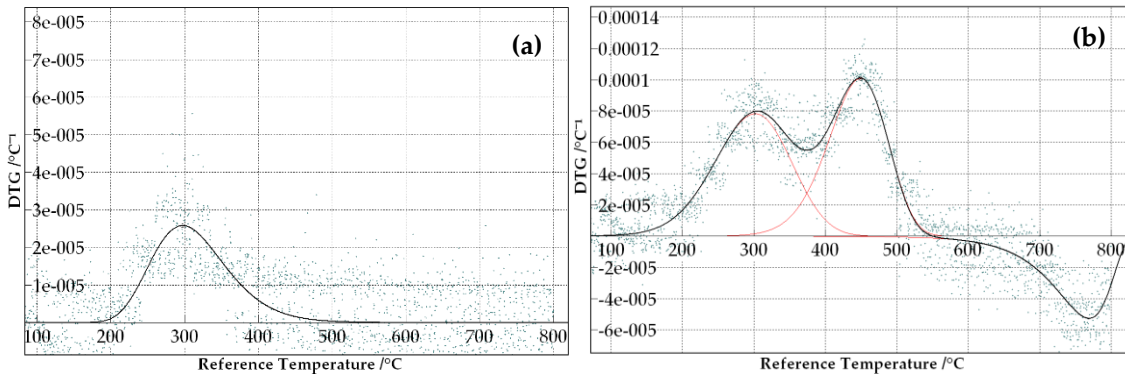 (a)
8e-005
7e-005
6e-005
5e-005
4e-005
3e-005
2e-005
1e-005
DTG /°C⁻¹
100 200 300 400 500 600 700 800
Reference Temperature /°C
(b)
0.00014
0.00012
0.0001
8e-005
6e-005
4e-005
2e-005
-2e-005
-4e-005
-6e-005
DTG /°C⁻¹
100 200 300 400 500 600 700 800
Reference Temperature /°C